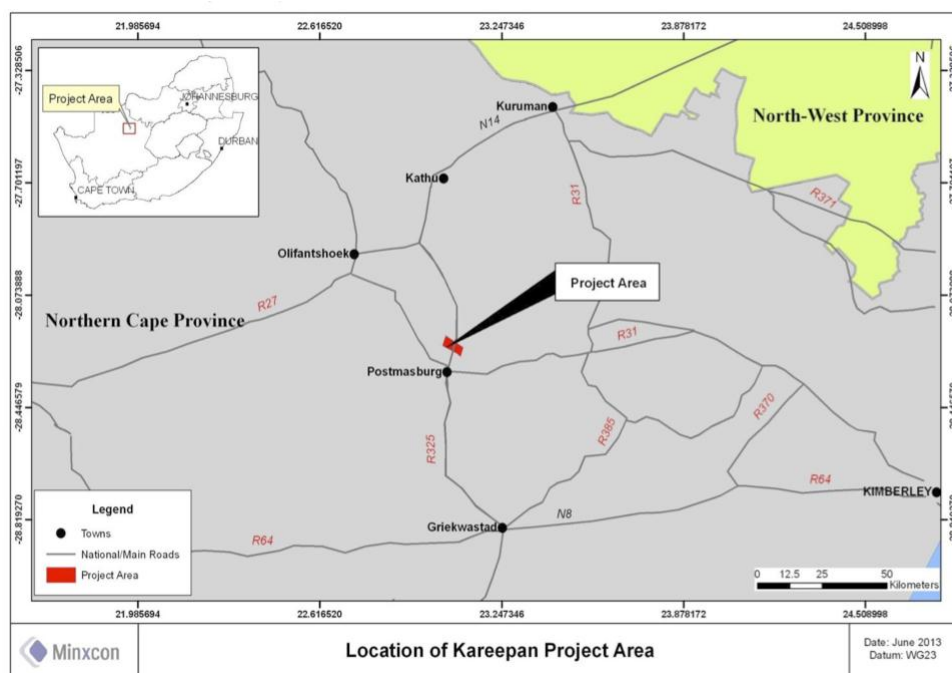 21.985694
22.616520
23.247346
23.878172
24.508998
-27.328506
-27.701197
-28.073888
-28.446579
-28.819270
Project Area
JOHANNESBURG
DURBAN
CAPE TOWN
N
North-West Province
Kuruman
N14
Kathu
R31
R371
Olifantshoek
R27
Project Area
Northern Cape Province
R31
Postmasburg
R370
R385
R325
R64
KIMBERLEY
N8
Griekwastad
R64
Legend
Towns
National/Main Roads
Project Area
0 12.5 25 50
Kilometers
21.985694
22.616520
23.247346
23.878172
24.508998
Minxcon
Location of Kareepan Project Area
Date: June 2013
Datum: WG23